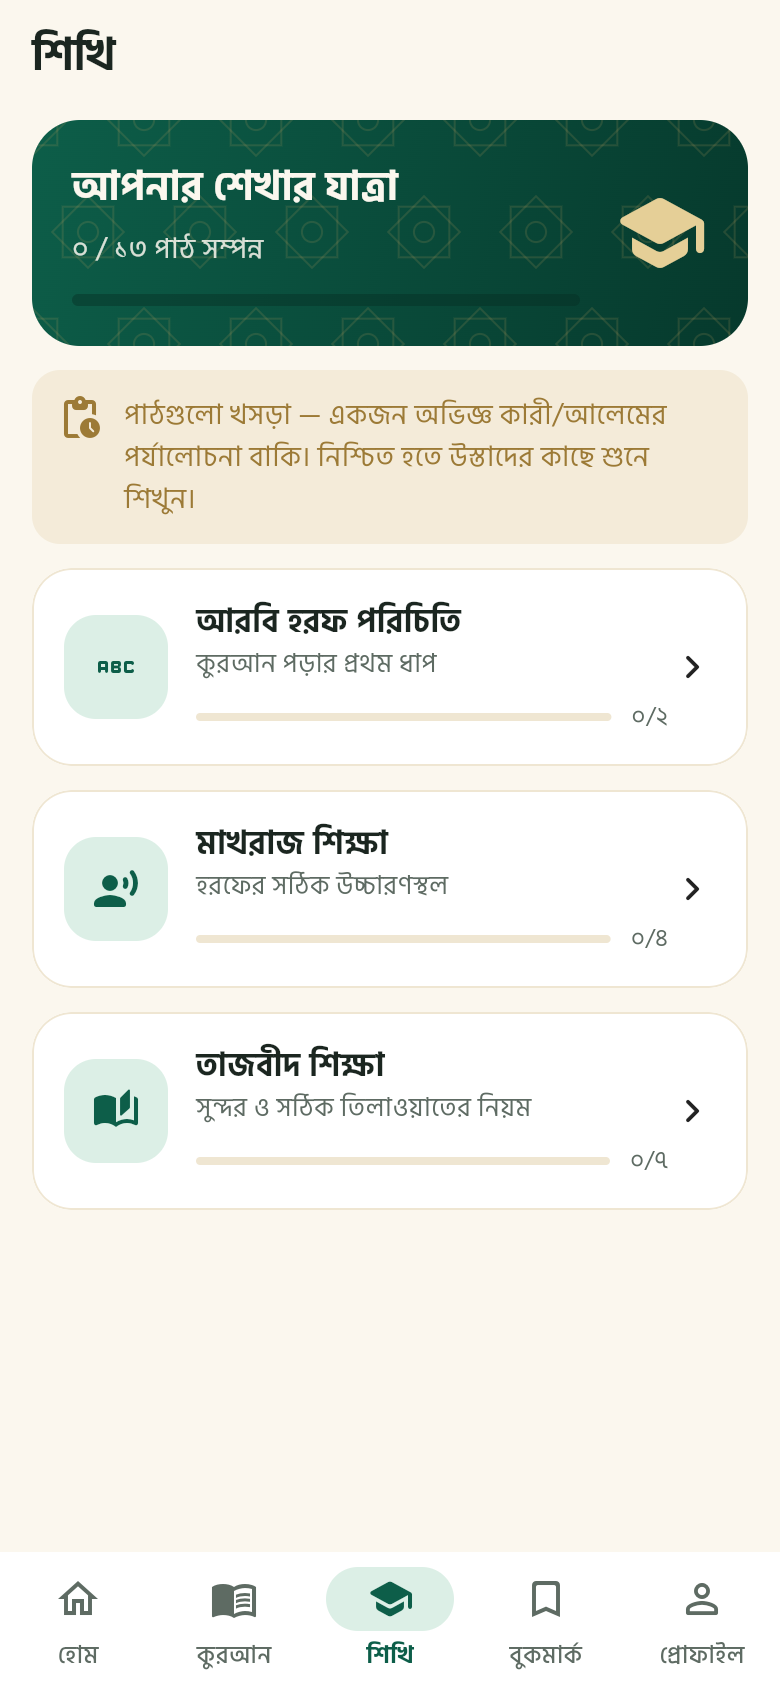 শিখি
আপনার শেখার যাত্রা
০ / ১৩ পাঠ সম্পন্ন
পাঠগুলো খসড়া — একজন অভিজ্ঞ কারী/আলেমের
পর্যালোচনা বাকি। নিশ্চিত হতে উস্তাদের কাছে শুনে
শিখুন।
ABC
আরবি হরফ পরিচিতি
কুরআন পড়ার প্রথম ধাপ
০/২
মাখরাজ শিক্ষা
হরফের সঠিক উচ্চারণস্থল
০/৪
তাজবীদ শিক্ষা
সুন্দর ও সঠিক তিলাওয়াতের নিয়ম
০/৭
হোম
কুরআন
শিখি
বুকমার্ক
প্রোফাইল